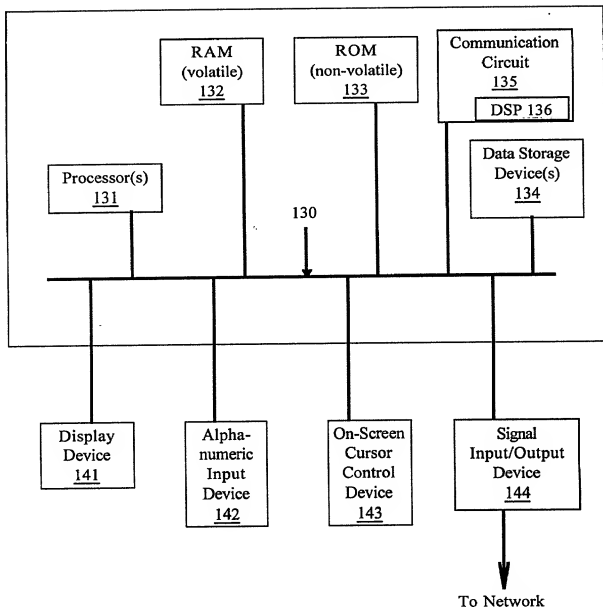 RAM
(volatile)
132
ROM
(non-volatile)
133
Communication
Circuit
135
DSP 136
Processor(s)
131
Data Storage
Device(s)
134
130
Display
Device
141
Alpha-
numeric
Input
Device
142
On-Screen
Cursor
Control
Device
143
Signal
Input/Output
Device
144
To Network